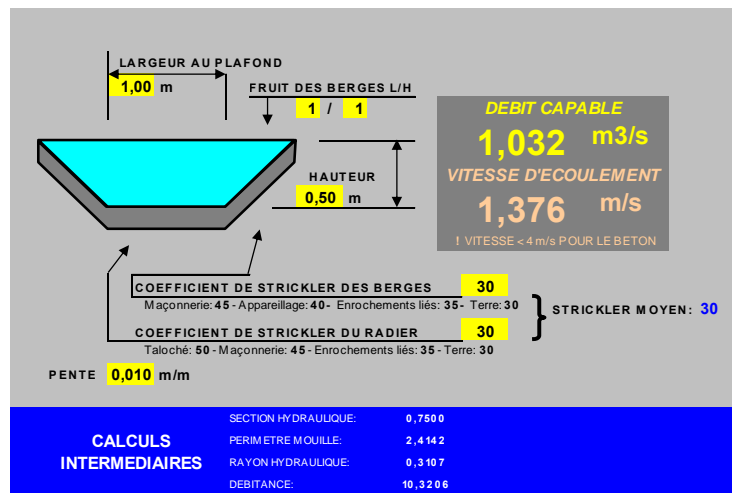 LARGEUR AU PLAFOND
1,00 m
FRUIT DES BERGES L/H
1 / 1
DEBIT CAPABLE
1,032 m3/s
VITESSE D'ECOULEMENT
1,376 m/s
! VITESSE < 4 m/s POUR LE BETON
HAUTEUR
0,50 m
COEFFICIENT DE STRICKLER DES BERGES 30
Maçonnerie: 45 - Appareillage: 40- Enrochements liés: 35- Terre: 30
STRICKLER MOYEN: 30
COEFFICIENT DE STRICKLER DU RADIER 30
Taloché: 50 - Maçonnerie: 45 - Enrochements liés: 35 - Terre: 30
PENTE 0,010 m/m
CALCULS
INTERMEDIAIRES
SECTION HYDRAULIQUE: 0,7500
PERIMETRE MOUILLE: 2,4142
RAYON HYDRAULIQUE: 0,3107
DEBITANCE: 10,3206